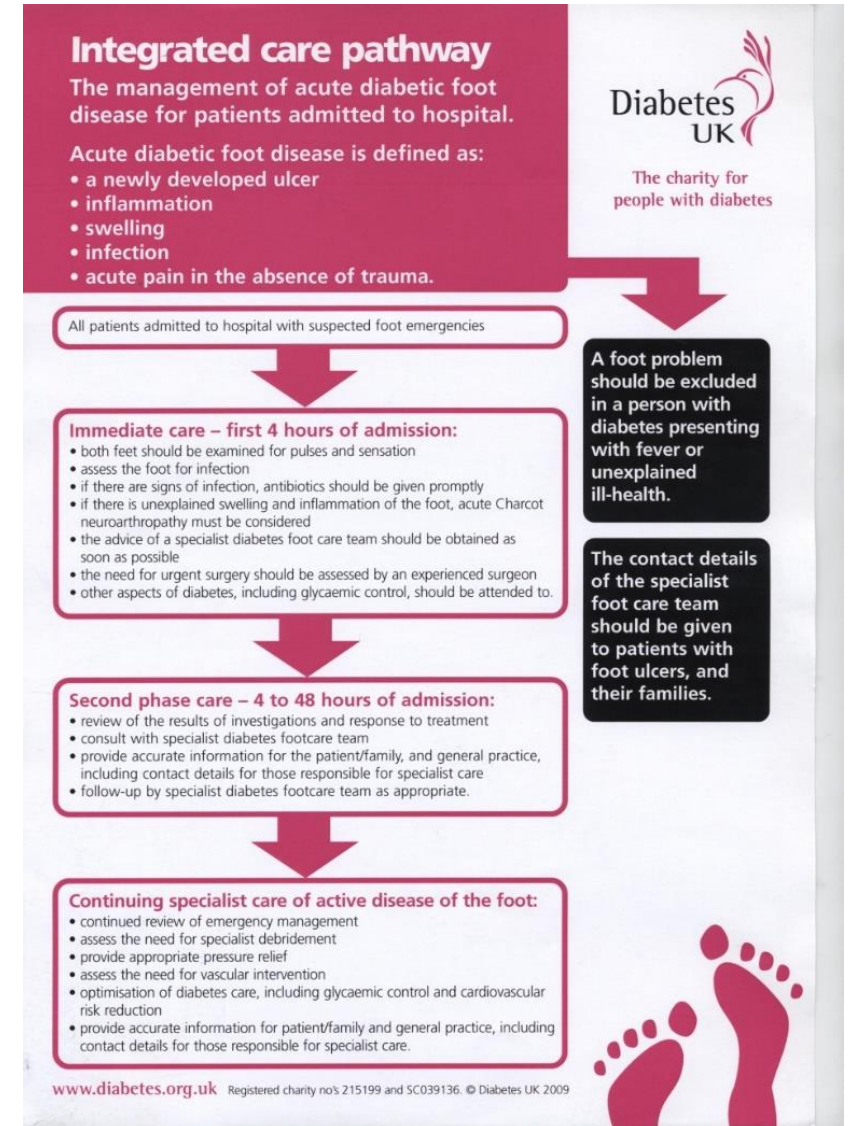 Integrated care pathway
The management of acute diabetic foot
disease for patients admitted to hospital.
Acute diabetic foot disease is defined as:
• a newly developed ulcer
• inflammation
• swelling
• infection
• acute pain in the absence of trauma.
Diabetes
UK
The charity for
people with diabetes
All patients admitted to hospital with suspected foot emergencies
Immediate care – first 4 hours of admission:
• both feet should be examined for pulses and sensation
• assess the foot for infection
• if there are signs of infection, antibiotics should be given promptly
• if there is unexplained swelling and inflammation of the foot, acute Charcot
neuroarthropathy must be considered
• the advice of a specialist diabetes foot care team should be obtained as
soon as possible
• the need for urgent surgery should be assessed by an experienced surgeon
• other aspects of diabetes, including glycaemic control, should be attended to.
Second phase care – 4 to 48 hours of admission:
• review of the results of investigations and response to treatment
• consult with specialist diabetes footcare team
• provide accurate information for the patient/family, and general practice,
including contact details for those responsible for specialist care
• follow-up by specialist diabetes footcare team as appropriate.
Continuing specialist care of active disease of the foot:
• continued review of emergency management
• assess the need for specialist debridement
• provide appropriate pressure relief
• assess the need for vascular intervention
• optimisation of diabetes care, including glycaemic control and cardiovascular
risk reduction
• provide accurate information for patient/family and general practice, including
contact details for those responsible for specialist care.
A foot problem
should be excluded
in a person with
diabetes presenting
with fever or
unexplained
ill-health.
The contact details
of the specialist
foot care team
should be given
to patients with
foot ulcers, and
their families.
www.diabetes.org.uk Registered charity no's 215199 and SC039136. © Diabetes UK 2009